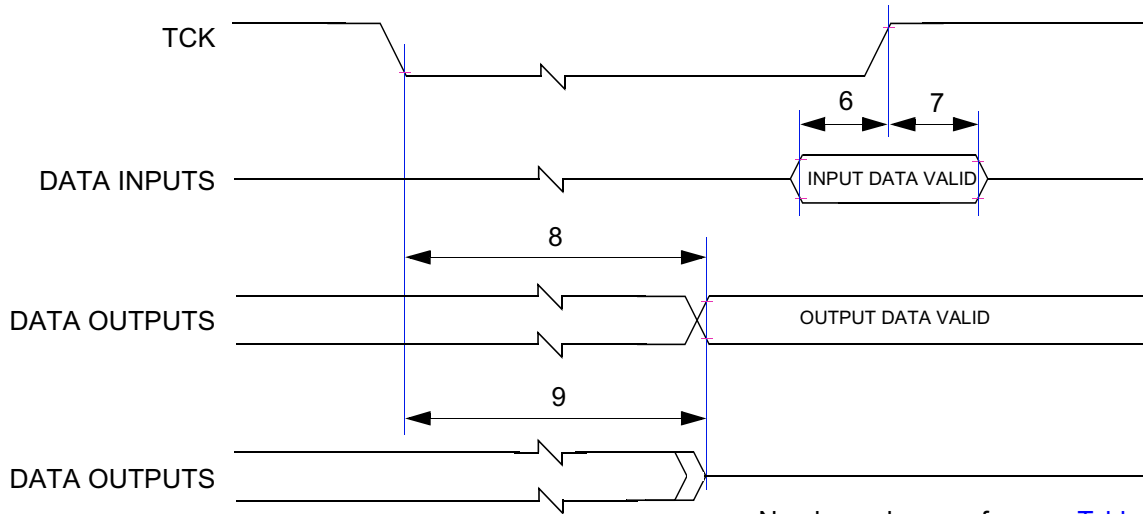 TCK
6
7
DATA INPUTS
INPUT DATA VALID
8
DATA OUTPUTS
OUTPUT DATA VALID
9
DATA OUTPUTS